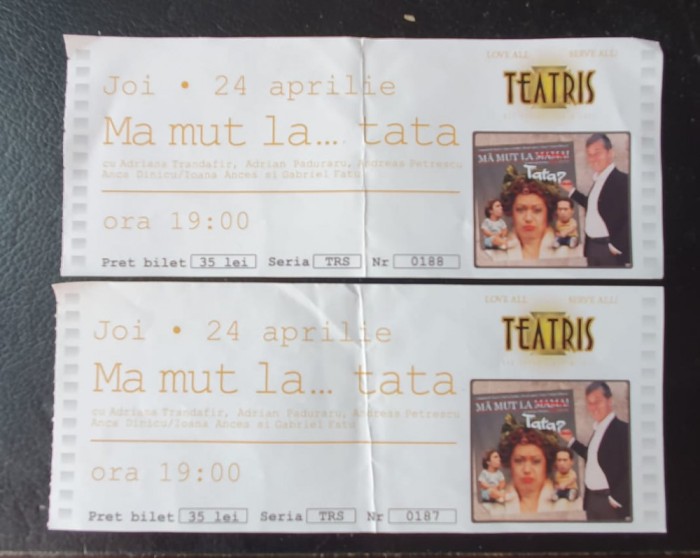 Joi • 24 aprilie
Ma mut la... tata
cu Adriana Trandafir, Adrian Paduraru, Andreea Petrescu
Anca Dinicu/Ioana Ancea si Gabriel Fatu
ora 19:00
Pret bilet 35 lei Seria TRS Nr 0188
LOVE ALL SERVE ALL!
TEATRIS
MĂ MUT LA MAMA!
Tata?
Joi • 24 aprilie
Ma mut la... tata
cu Adriana Trandafir, Adrian Paduraru, Andreea Petrescu
Anca Dinicu/Ioana Ancea si Gabriel Fatu
ora 19:00
Pret bilet 35 lei Seria TRS Nr 0187
LOVE ALL SERVE ALL!
TEATRIS
MĂ MUT LA MAMA!
Tata?